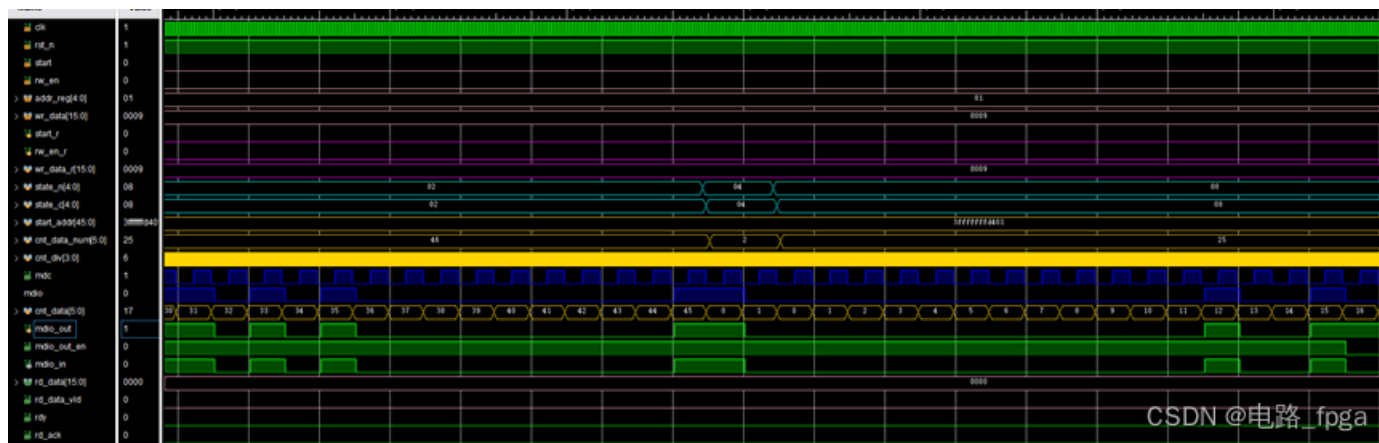 clk 1
rst_n 1
start 0
rw_en 0
addr_reg[4:0] 01 01
wr_data[15:0] 0009 0009
start_r 0
rw_en_r 0
wr_data_r[15:0] 0009 0009
state_n[4:0] 08 02 04 08
state_c[4:0] 08 02 04 08
start_addr[45:0] 3fffffffd401
cnt_data_num[5:0] 25 46 2 25
cnt_div[3:0] 6
mdc 1
mdio 0
cnt_data[5:0] 17 30 31 32 33 34 35 36 37 38 39 40 41 42 43 44 45 0 1 0 1 2 3 4 5 6 7 8 9 10 11 12 13 14 15 16
mdio_out 1
mdio_out_en 0
mdio_in 0
rd_data[15:0] 0000 0000
rd_data_vld 0
rdy 0
rd_ack 0
CSDN @电路_fpga